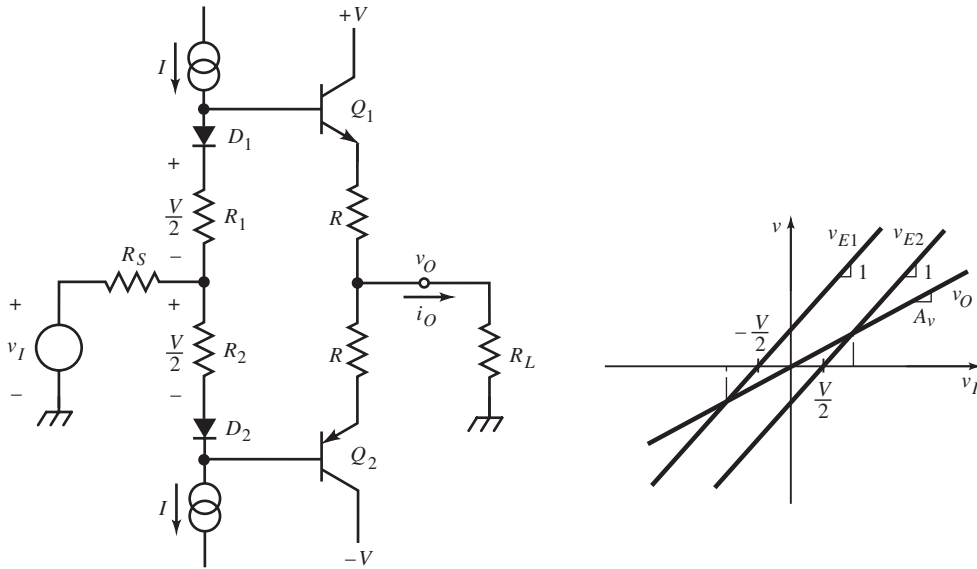 +V
I
Q1
D1
+
V/2
R1
R
−
RS
vO
+
+
iO
vI
V/2
R2
R
RL
−
−
D2
Q2
I
−V
v
vE1
vE2
1
1
vO
Av
−V/2
vI
V/2